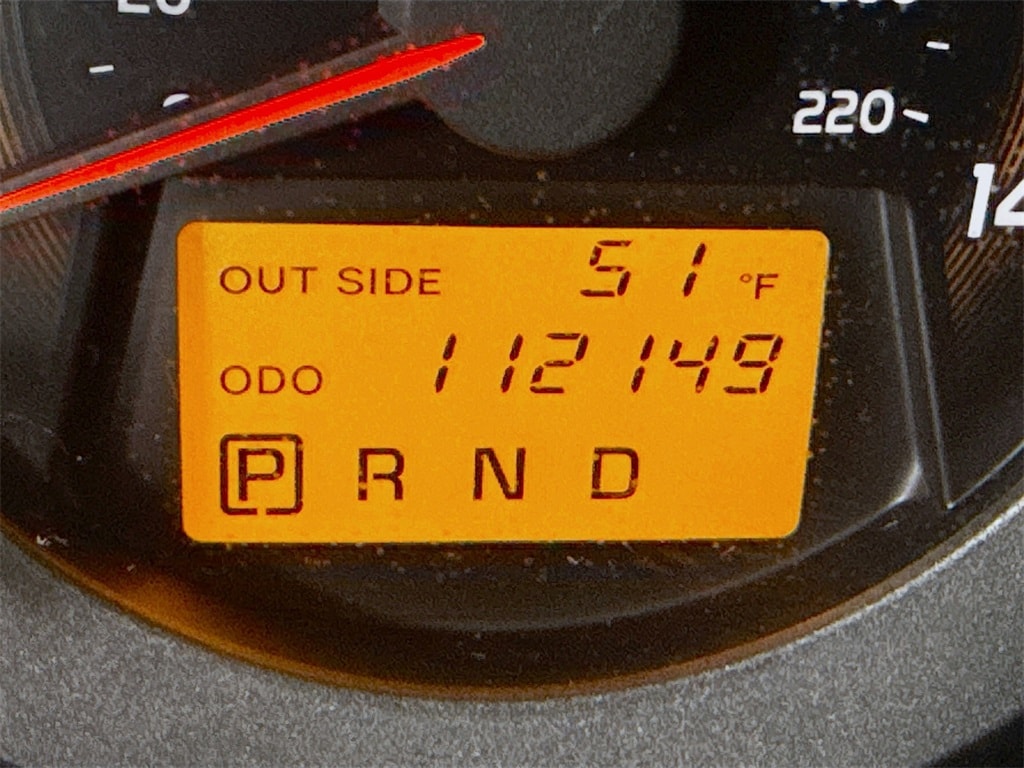 220
OUT SIDE 51 °F
ODO 112149
P R N D